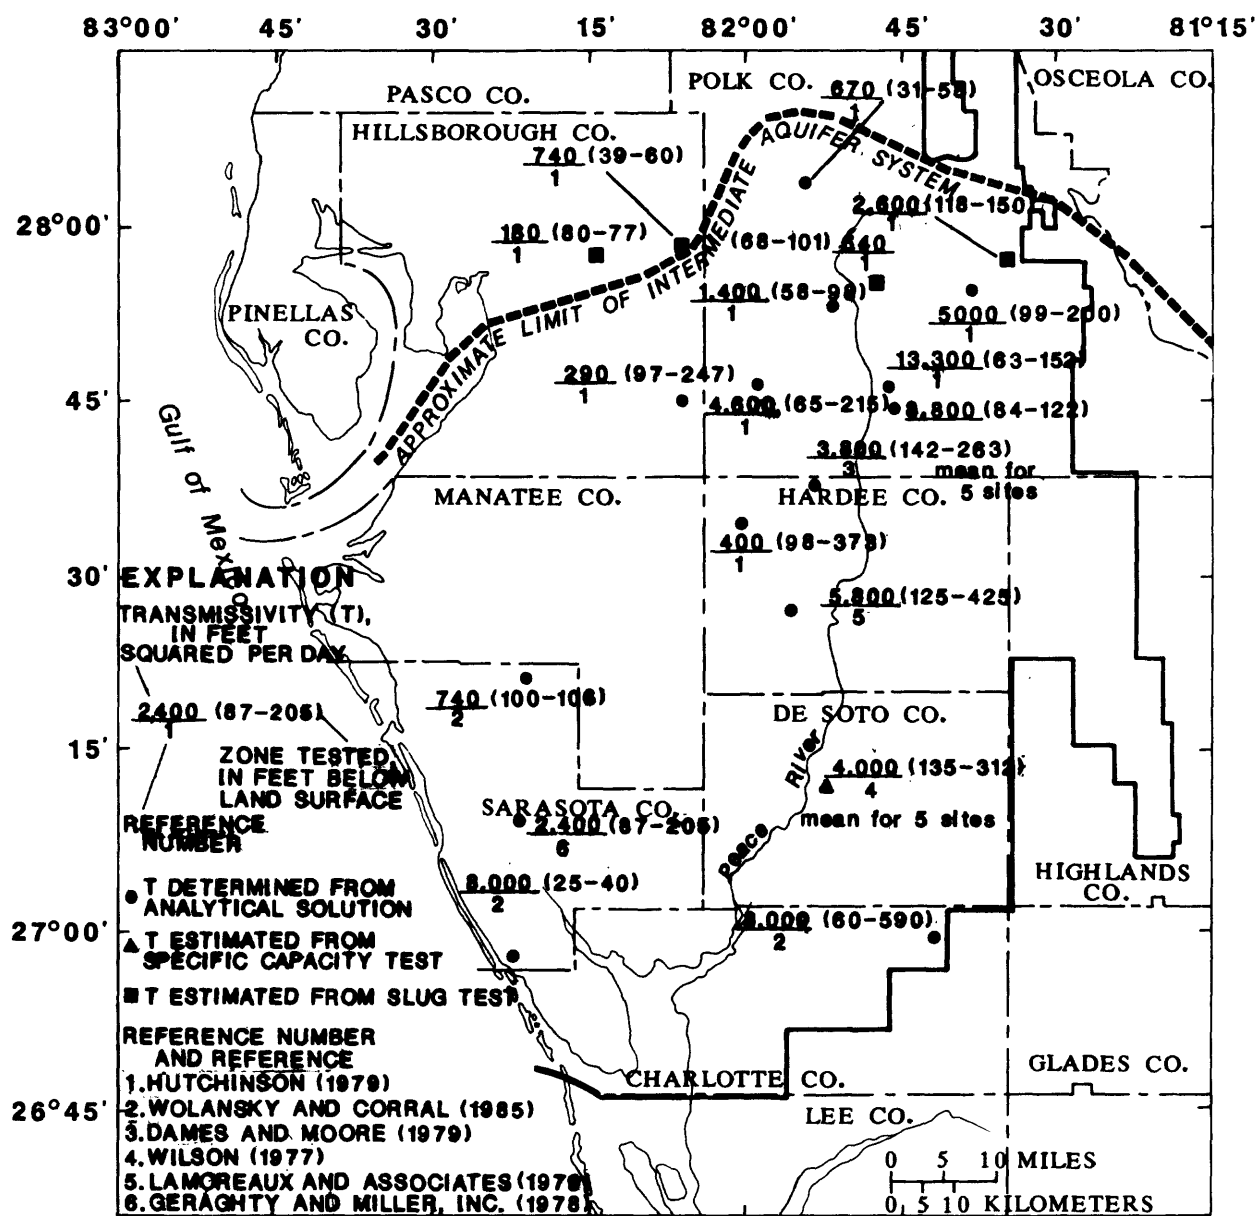 83°00' 45' 30' 15' 82°00' 45' 30' 81°15'
POLK CO.
670 (31-58)
1
OSCEOLA CO.
PASCO CO.
HILLSBOROUGH CO.
740 (39-60)
1
AQUIFER SYSTEM
2,600 (118-150)
1
28°00'
180 (80-77)
1
(68-101) 540
1
1,400 (58-98)
1
PINELLAS
CO.
APPROXIMATE LIMIT OF INTERMEDIATE
5000 (99-200)
1
13,300 (63-152)
1
290 (97-247)
1
45'
4,600 (65-215)
1
8,800 (84-122)
Gulf of Mexico
3,800 (142-263)
3
mean for
5 sites
MANATEE CO.
HARDEE CO.
400 (98-378)
1
30'
5,800 (125-425)
5
EXPLANATION
TRANSMISSIVITY (T),
IN FEET
SQUARED PER DAY
2,400 (87-205)
1
740 (100-106)
2
DE SOTO CO.
15'
ZONE TESTED,
IN FEET BELOW
LAND SURFACE
Peace River
4,000 (135-312)
4
mean for 5 sites
REFERENCE
NUMBER
SARASOTA CO.
2,400 (87-205)
6
HIGHLANDS
CO.
8,000 (25-40)
2
T DETERMINED FROM
ANALYTICAL SOLUTION
27°00'
,000 (60-590)
2
T ESTIMATED FROM
SPECIFIC CAPACITY TEST
T ESTIMATED FROM SLUG TEST
REFERENCE NUMBER
AND REFERENCE
1. HUTCHINSON (1979)
2. WOLANSKY AND CORRAL (1985)
3. DAMES AND MOORE (1979)
4. WILSON (1977)
5. LAMOREAUX AND ASSOCIATES (1979)
6. GERAGHTY AND MILLER, INC. (1978)
CHARLOTTE CO.
GLADES CO.
26°45'
LEE CO.
0 5 10 MILES
0 5 10 KILOMETERS